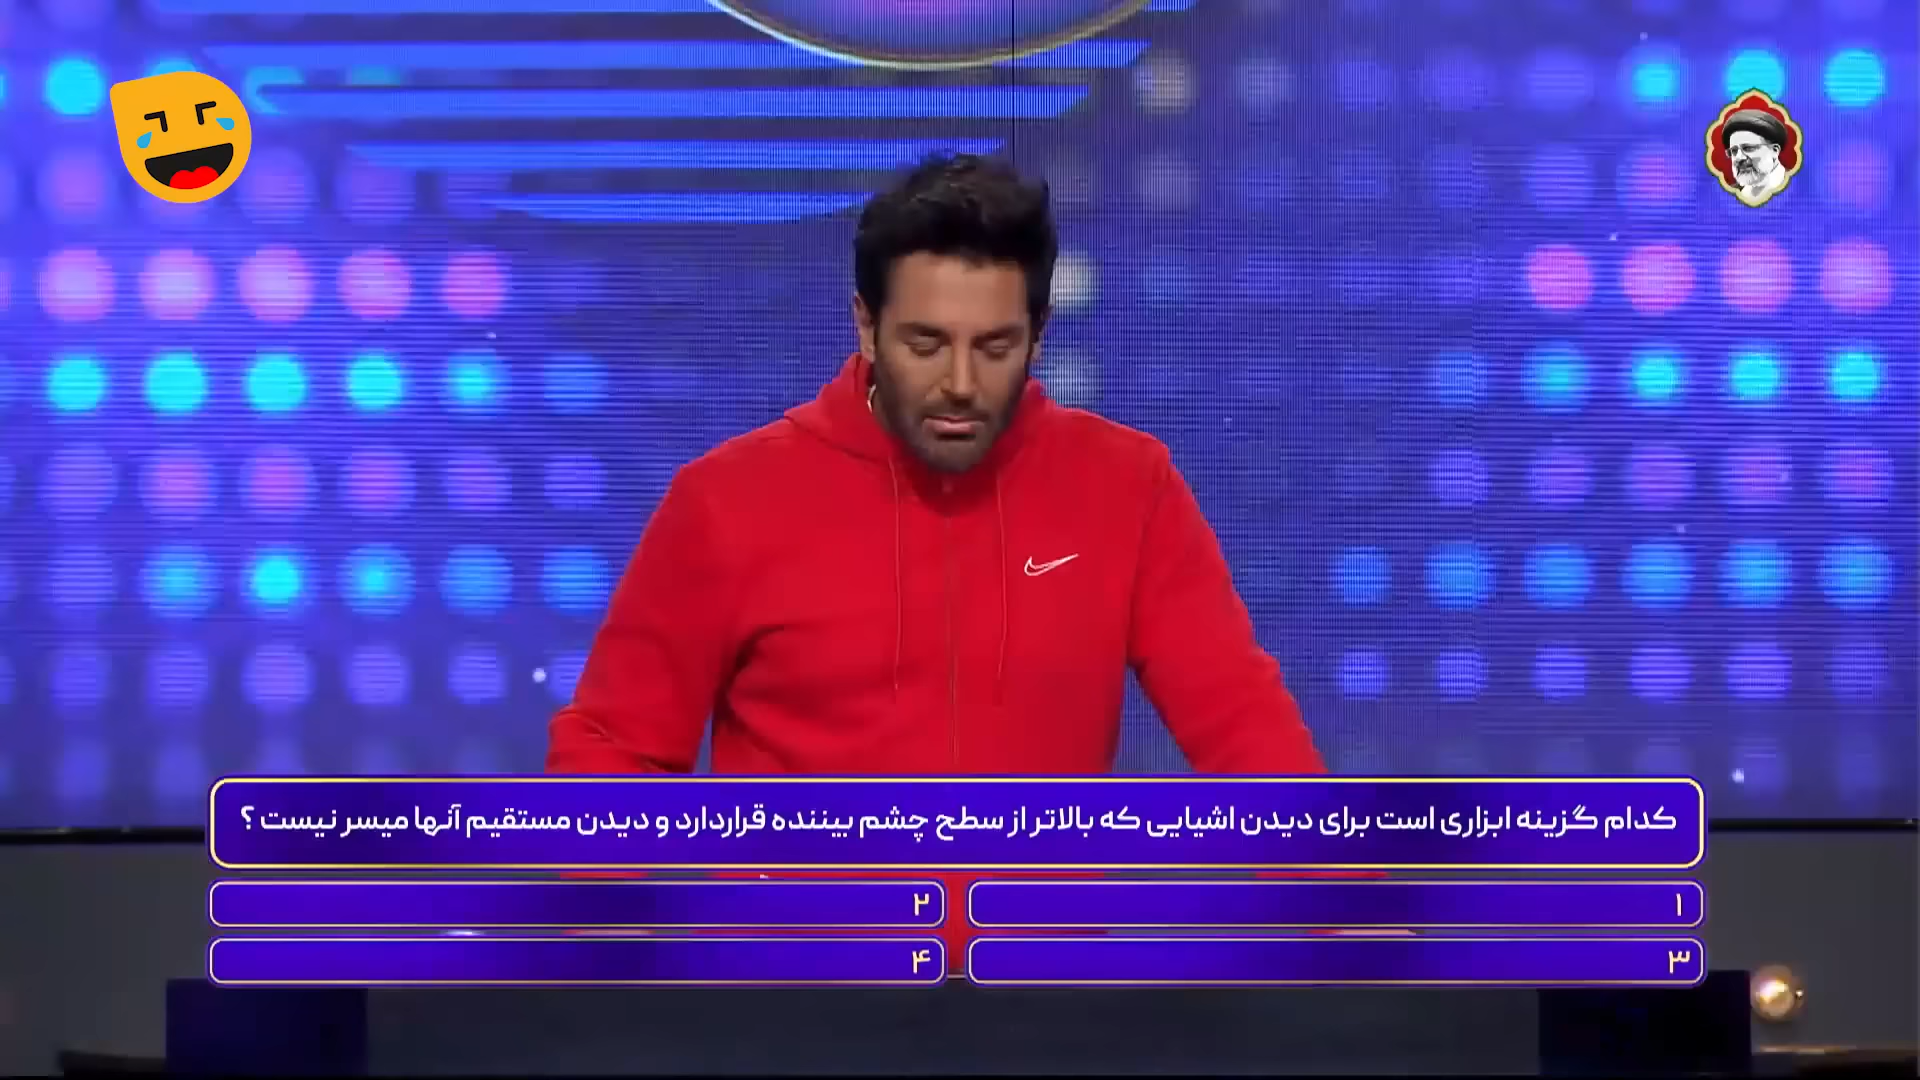 کدام گزینه ابزاری است برای دیدن اشیایی که بالاتر از سطح چشم بیننده قراردارد و دیدن مستقیم آنها میسر نیست ؟
۱
۲
۳
۴